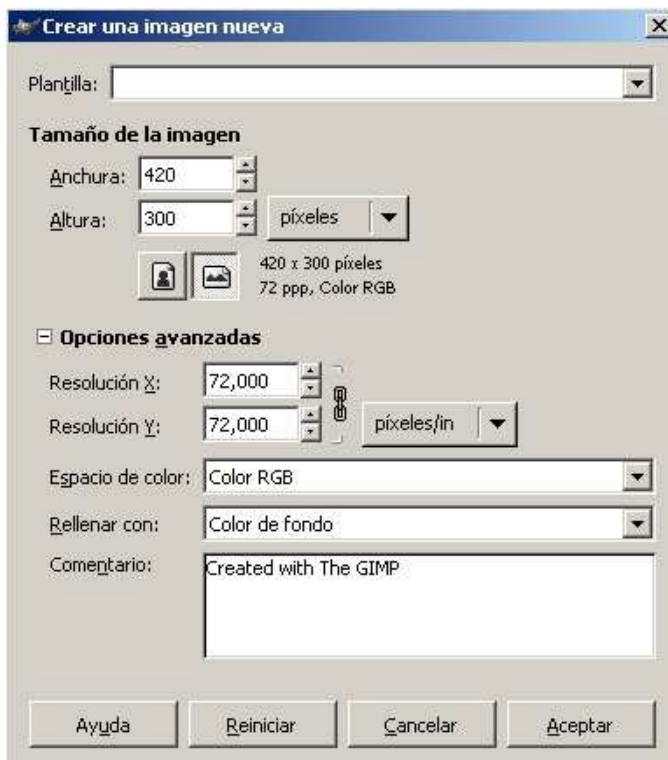 Crear una imagen nueva
Plantilla:
Tamaño de la imagen
Anchura: 420
Altura: 300 píxeles
420 x 300 píxeles
72 ppp, Color RGB
Opciones avanzadas
Resolución X: 72,000
Resolución Y: 72,000 píxeles/in
Espacio de color: Color RGB
Rellenar con: Color de fondo
Comentario: Created with The GIMP
Ayuda Reiniciar Cancelar Aceptar